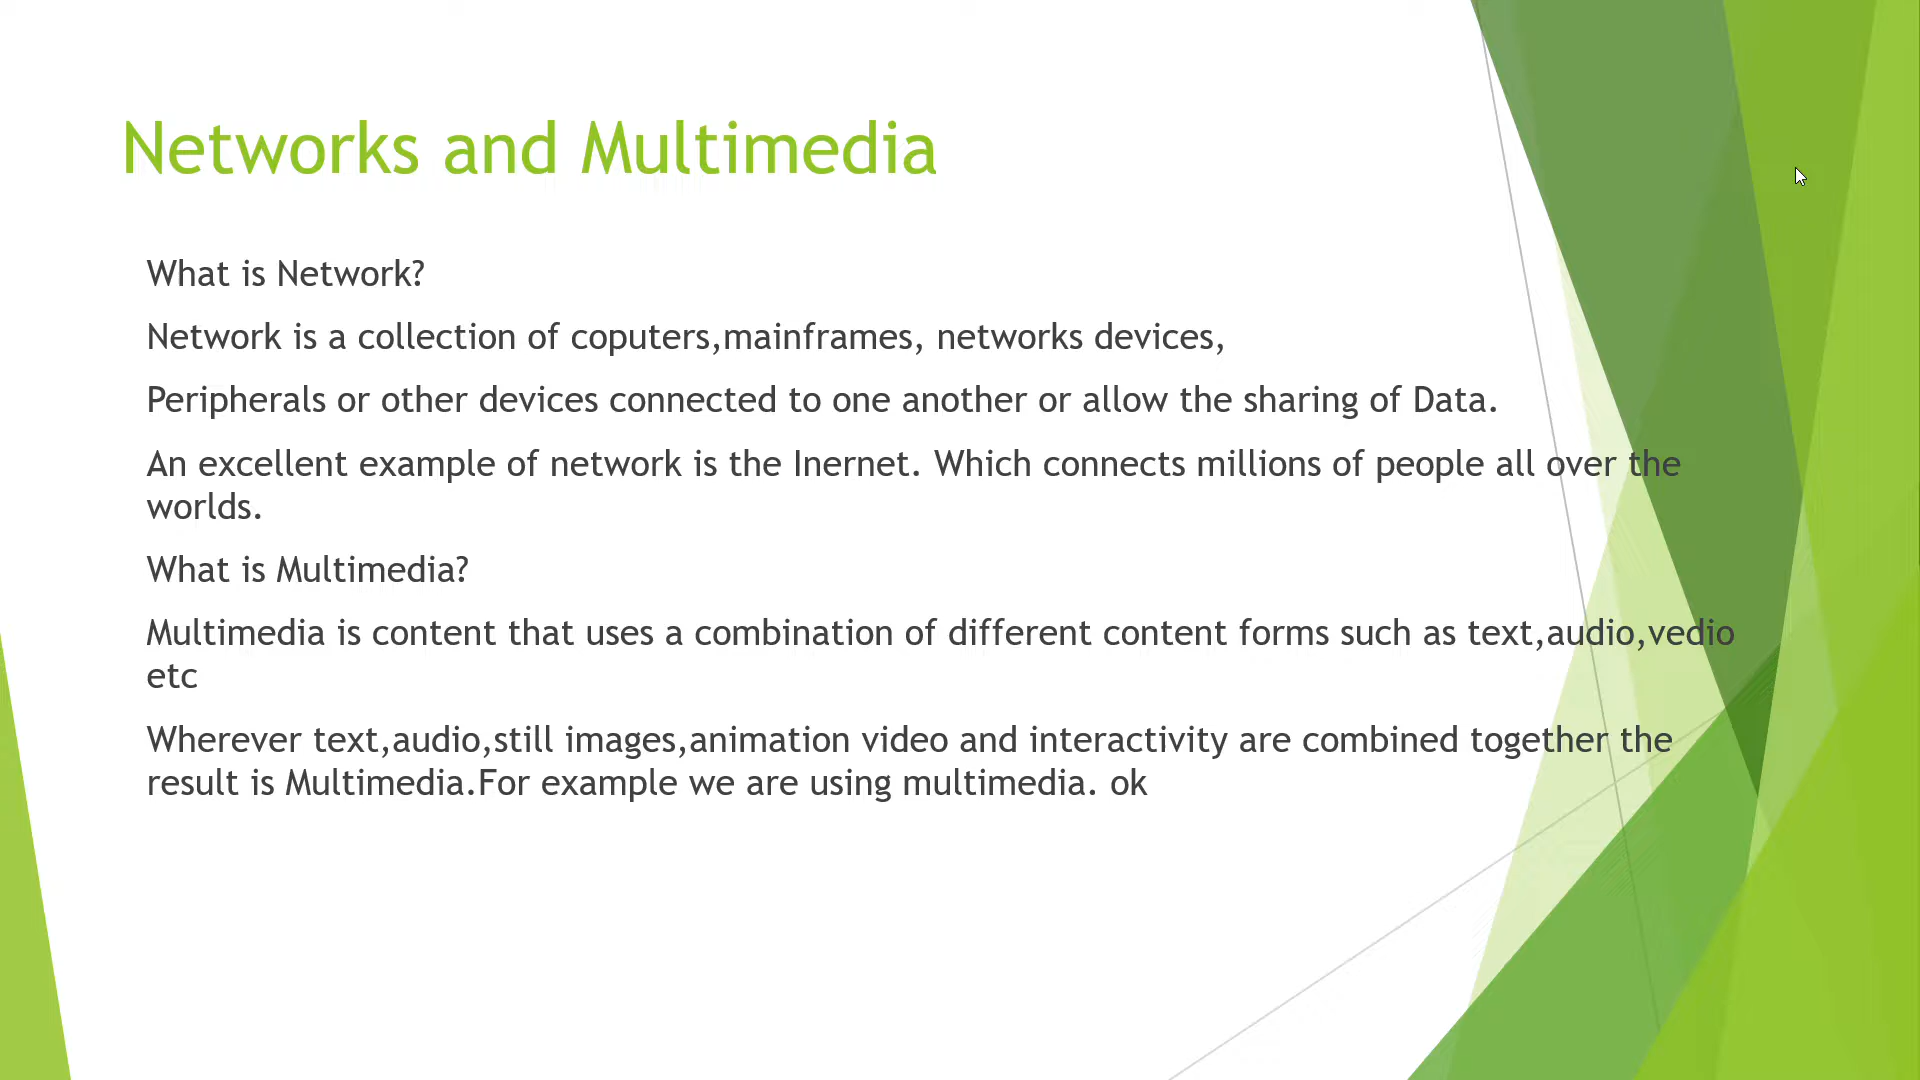 Networks and Multimedia
What is Network?
Network is a collection of coputers,mainframes, networks devices,
Peripherals or other devices connected to one another or allow the sharing of Data.
An excellent example of network is the Inernet. Which connects millions of people all over the
worlds.
What is Multimedia?
Multimedia is content that uses a combination of different content forms such as text,audio,vedio
etc
Wherever text,audio,still images,animation video and interactivity are combined together the
result is Multimedia.For example we are using multimedia. ok